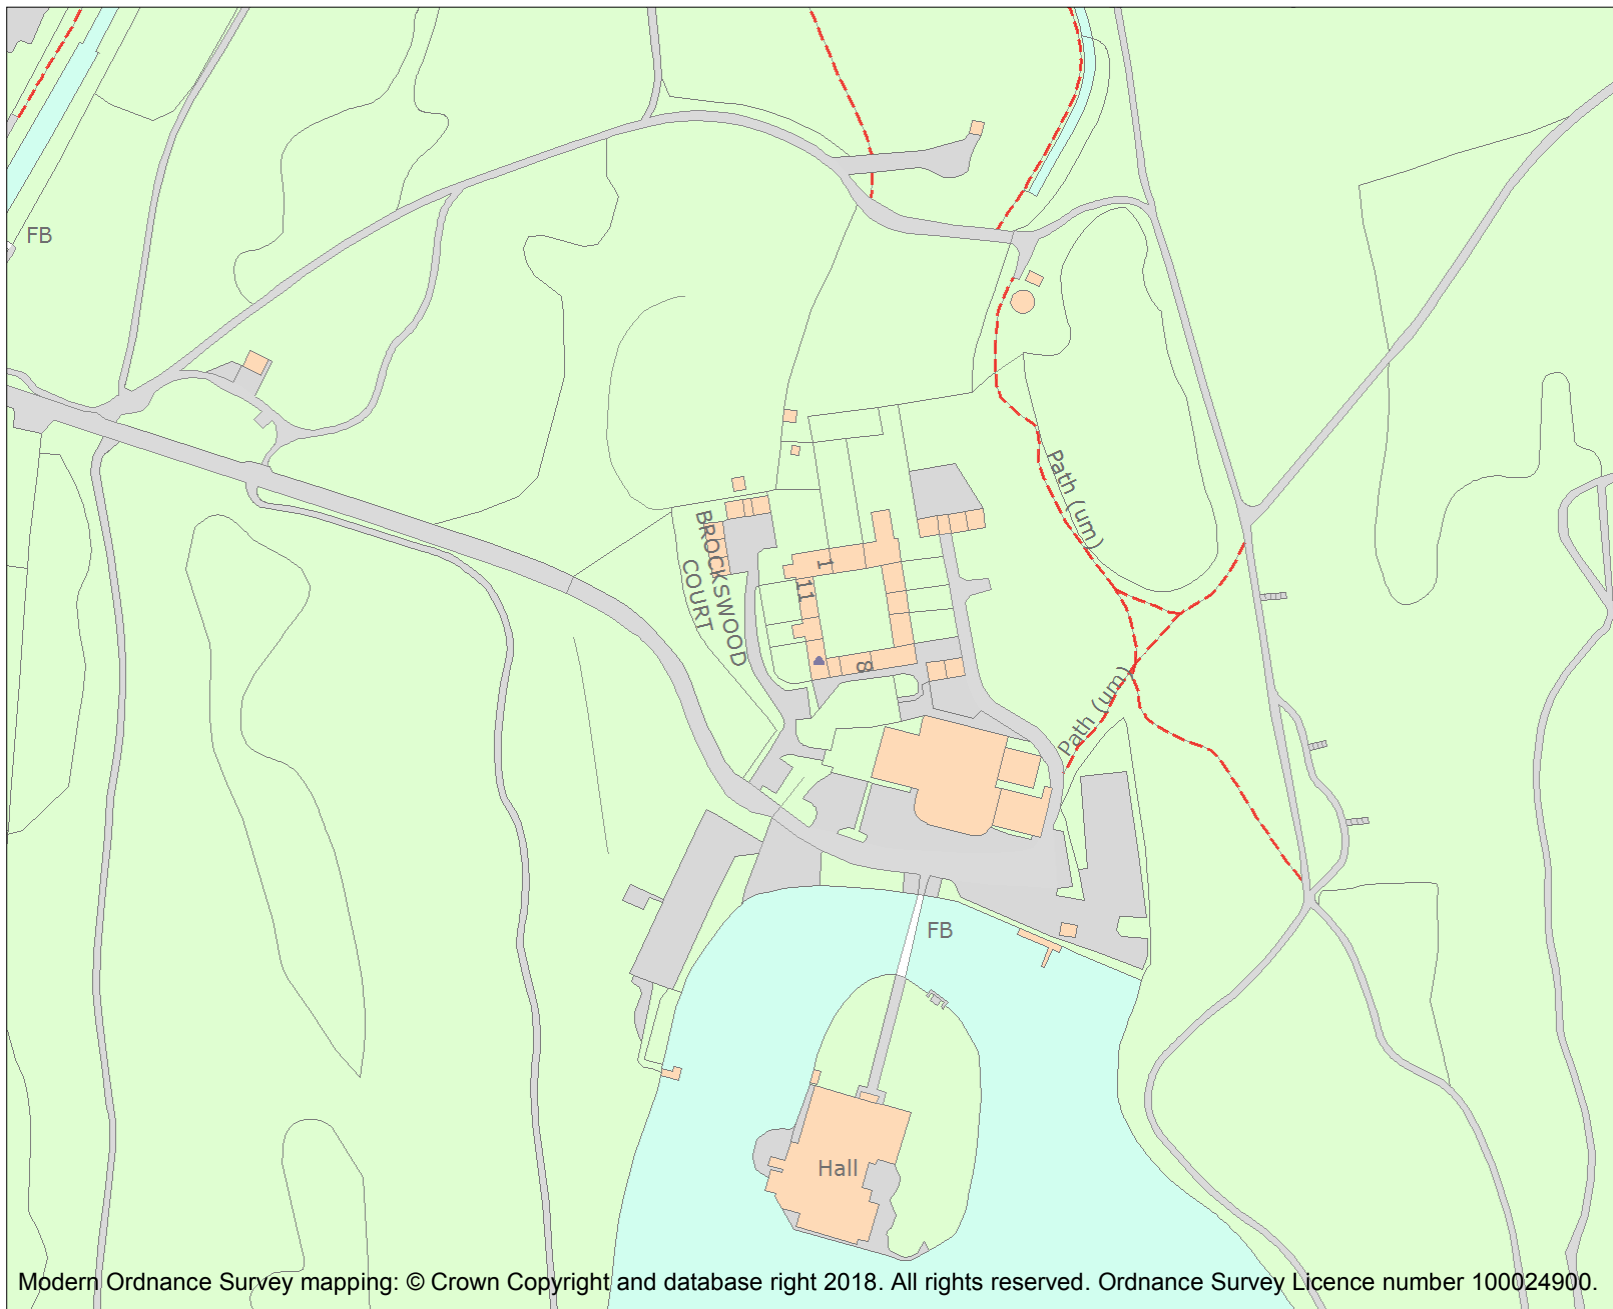 FB
Path (um)
BROCKSWOOD
COURT
1
11
8
Path (um)
FB
Hall
Modern Ordnance Survey mapping: © Crown Copyright and database right 2018. All rights reserved. Ordnance Survey Licence number 100024900.